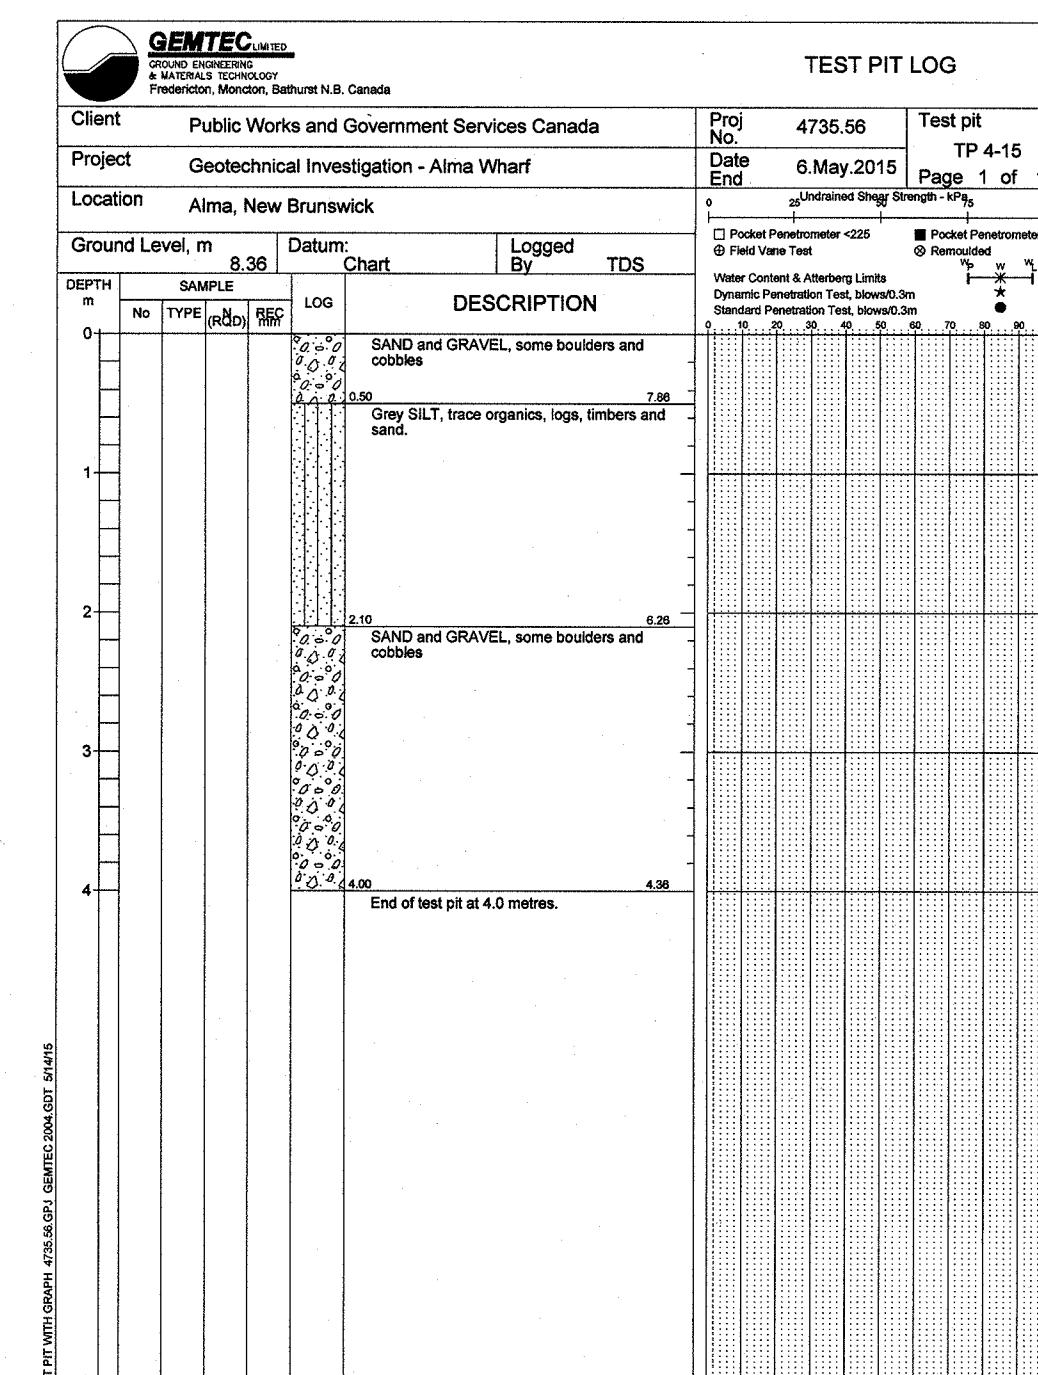 GEMTEC LIMITED
GROUND ENGINEERING
& MATERIALS TECHNOLOGY
Fredericton, Moncton, Bathurst N.B. Canada
TEST PIT LOG
Client Public Works and Government Services Canada
Proj No. 4735.56
Test pit TP 4-15
Project Geotechnical Investigation - Alma Wharf
Date End 6.May.2015
Page 1 of
Location Alma, New Brunswick
Undrained Shear Strength - kPa
0 25 50 75
Ground Level, m 8.36
Datum: Chart
Logged By TDS
Pocket Penetrometer <225
Pocket Penetromete
Field Vane Test
Remoulded
Wp W WL
Water Content & Atterberg Limits
Dynamic Penetration Test, blows/0.3m
Standard Penetration Test, blows/0.3m
DEPTH m
SAMPLE
No TYPE N (RQD) REC mm
LOG
DESCRIPTION
0 10 20 30 40 50 60 70 80 90
0
SAND and GRAVEL, some boulders and
cobbles
0.50 7.86
Grey SILT, trace organics, logs, timbers and
sand.
1
2
2.10 6.26
SAND and GRAVEL, some boulders and
cobbles
3
4
4.00 4.36
End of test pit at 4.0 metres.
T PIT WITH GRAPH 4735.56.GPJ GEMTEC 2004.GDT 5/14/15